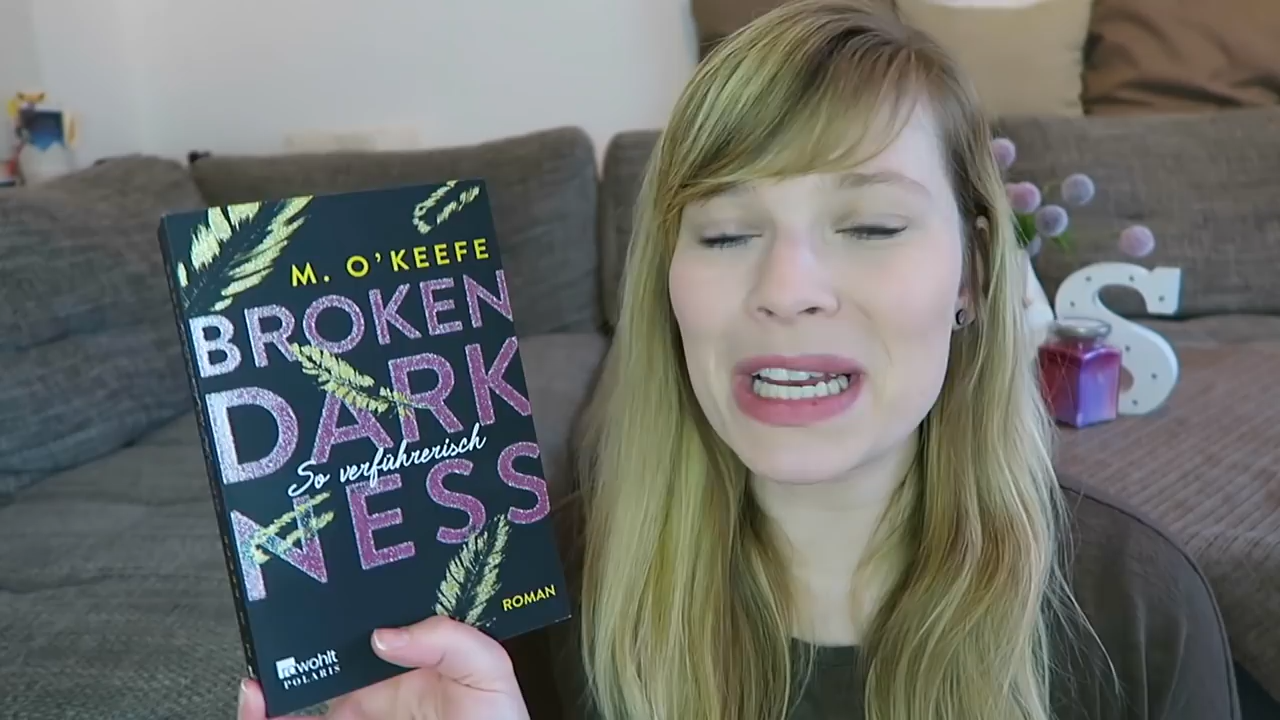 M. O'KEEFE
BROKEN
DARK
So verführerisch
NESS
ROMAN
rowohlt
POLARIS
S